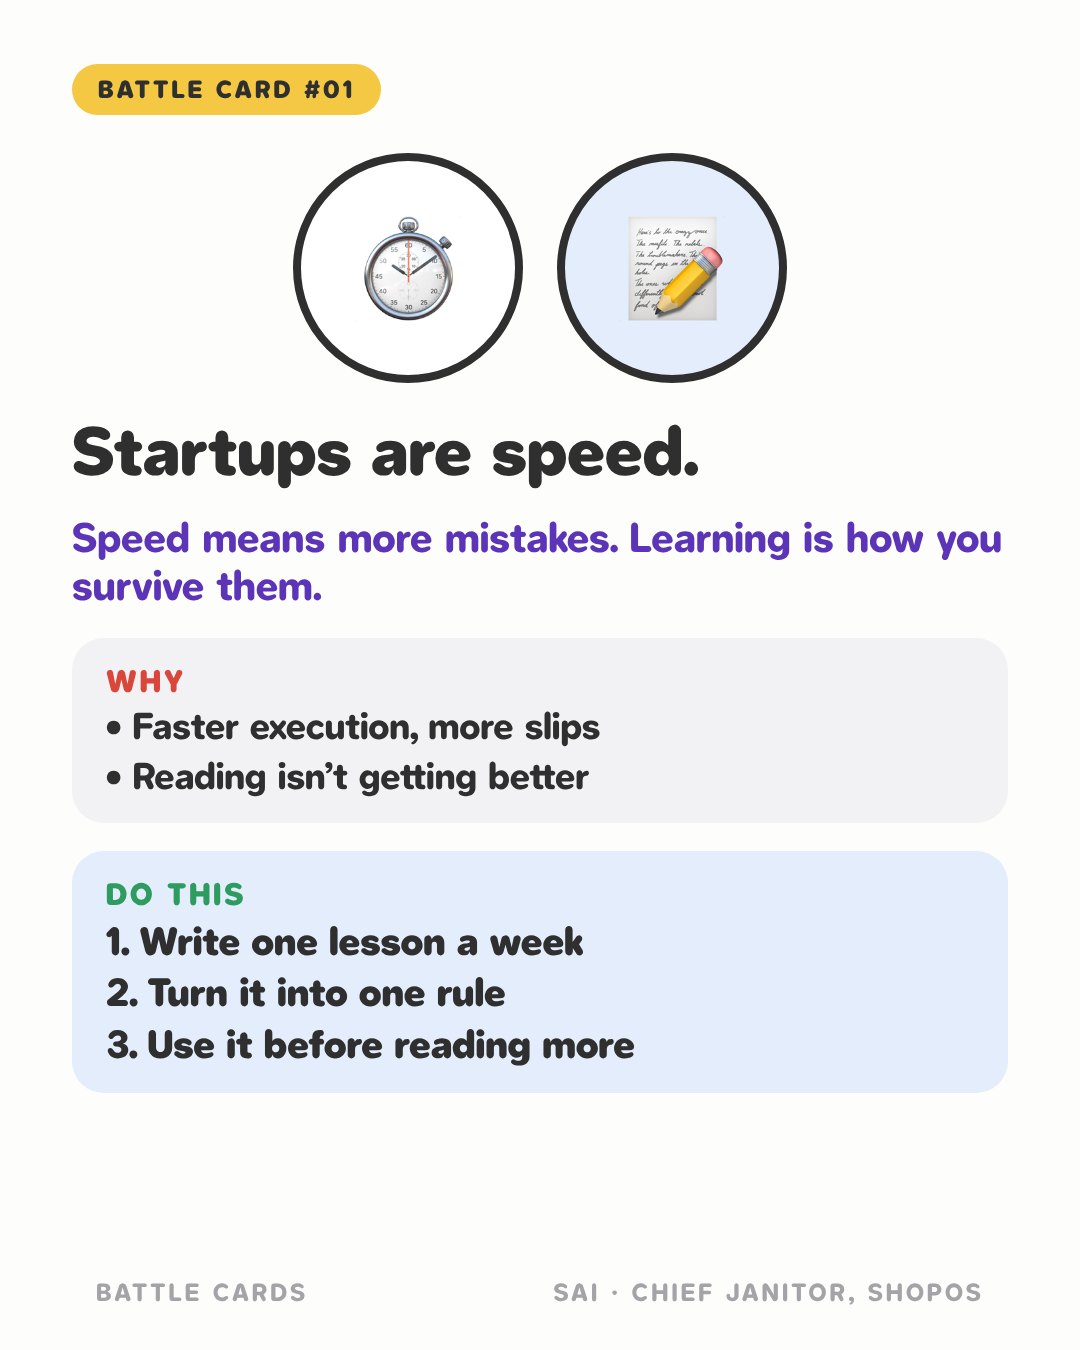 BATTLE CARD #01
Startups are speed.
Speed means more mistakes. Learning is how you
survive them.
WHY
• Faster execution, more slips
• Reading isn’t getting better
DO THIS
1. Write one lesson a week
2. Turn it into one rule
3. Use it before reading more
BATTLE CARDS
SAI · CHIEF JANITOR, SHOPOS